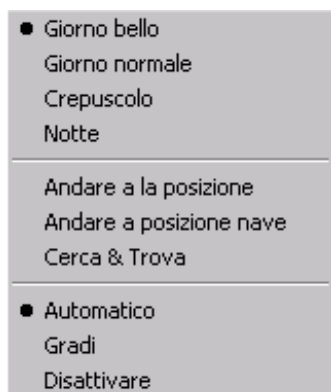 Giorno bello
Giorno normale
Crepuscolo
Notte
Andare a la posizione
Andare a posizione nave
Cerca & Trova
Automatico
Gradi
Disattivare